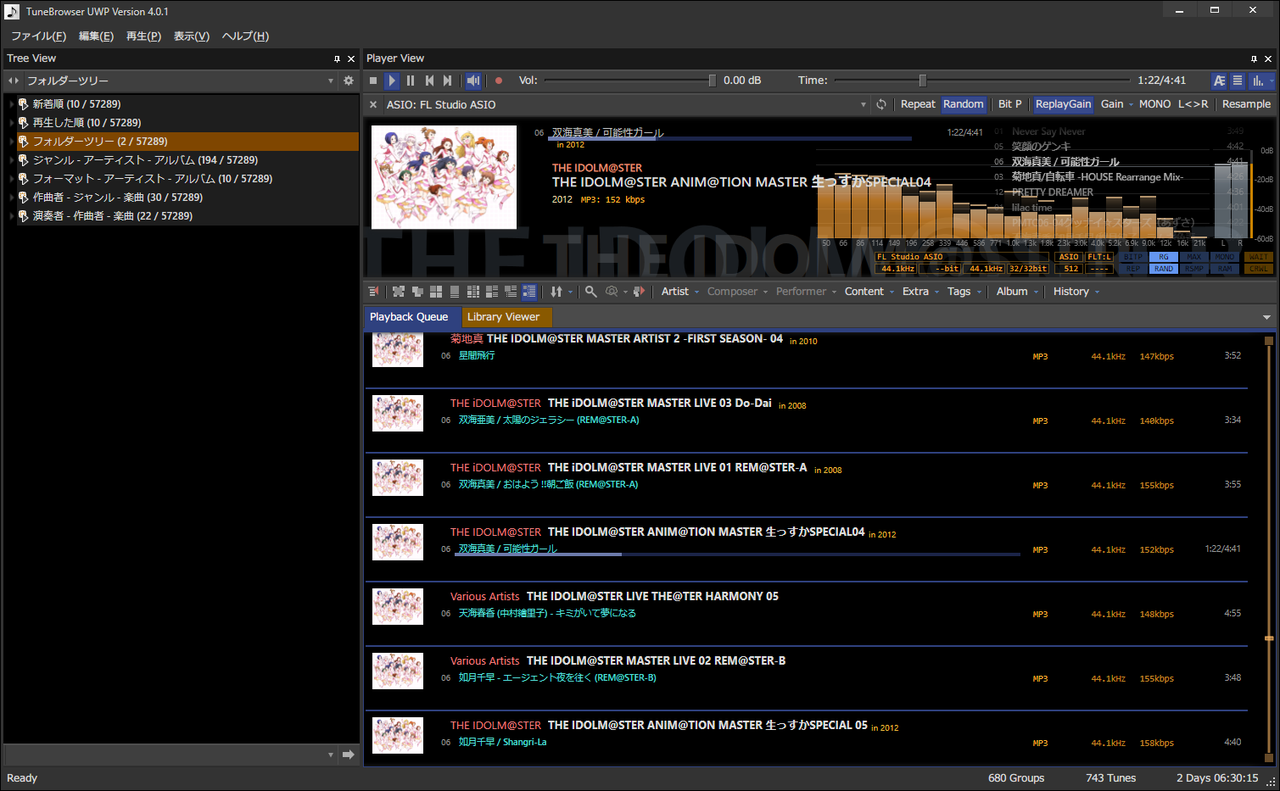 TuneBrowser UWP Version 4.0.1
ファイル(F) 編集(E) 再生(P) 表示(V) ヘルプ(H)
Tree View
フォルダーツリー
新着順 (10 / 57289)
再生した順 (10 / 57289)
フォルダーツリー (2 / 57289)
ジャンル - アーティスト - アルバム (194 / 57289)
フォーマット - アーティスト - アルバム (10 / 57289)
作曲者 - ジャンル - 楽曲 (30 / 57289)
演奏者 - 作曲者 - 楽曲 (22 / 57289)
Player View
Vol: 0.00 dB Time: 1:22/4:41
ASIO: FL Studio ASIO Repeat Random Bit P ReplayGain Gain MONO L<>R Resample
06 双海真美 / 可能性ガール 1:22/4:41
in 2012
THE IDOLM@STER
THE IDOLM@STER ANIM@TION MASTER 生っすかSPECIAL04
2012 MP3: 152 kbps
01 Never Say Never 3:49
05 笑顔のゲンキ 4:42
06 双海真美 / 可能性ガール 4:41
03 菊地真/自転車 -HOUSE Rearrange Mix-
12 PRETTY DREAMER
01 lilac time
0dB
-20dB
-40dB
-60dB
50 66 86 114 149 196 258 339 446 586 771 1.0k 1.3k 1.8k 2.3k 3.0k 4.0k 5.2k 6.9k 9.0k 12k 16k 21k L R
THE IDOLM@STER
FL Studio ASIO ASIO FLT:L BITP RG MAX MONO WAIT
44.1kHz --bit 44.1kHz 32/32bit 512 ---- REP RAND RSMP RAM CRWL
Artist Composer Performer Content Extra Tags Album History
Playback Queue Library Viewer
菊地真 THE IDOLM@STER MASTER ARTIST 2 -FIRST SEASON- 04 in 2010
06 星間飛行 MP3 44.1kHz 147kbps 3:52
THE iDOLM@STER THE iDOLM@STER MASTER LIVE 03 Do-Dai in 2008
06 双海亜美 / 太陽のジェラシー (REM@STER-A) MP3 44.1kHz 140kbps 3:34
THE iDOLM@STER THE iDOLM@STER MASTER LIVE 01 REM@STER-A in 2008
06 双海真美 / おはよう!!朝ご飯 (REM@STER-A) MP3 44.1kHz 155kbps 3:55
THE IDOLM@STER THE IDOLM@STER ANIM@TION MASTER 生っすかSPECIAL04 in 2012
06 双海真美 / 可能性ガール MP3 44.1kHz 152kbps 1:22/4:41
Various Artists THE IDOLM@STER LIVE THE@TER HARMONY 05
06 天海春香 (中村繪里子) - キミがいて夢になる MP3 44.1kHz 148kbps 4:55
Various Artists THE IDOLM@STER MASTER LIVE 02 REM@STER-B
06 如月千早 - エージェント夜を往く (REM@STER-B) MP3 44.1kHz 155kbps 3:48
THE IDOLM@STER THE IDOLM@STER ANIM@TION MASTER 生っすかSPECIAL 05 in 2012
06 如月千早 / Shangri-La MP3 44.1kHz 158kbps 4:40
Ready 680 Groups 743 Tunes 2 Days 06:30:15